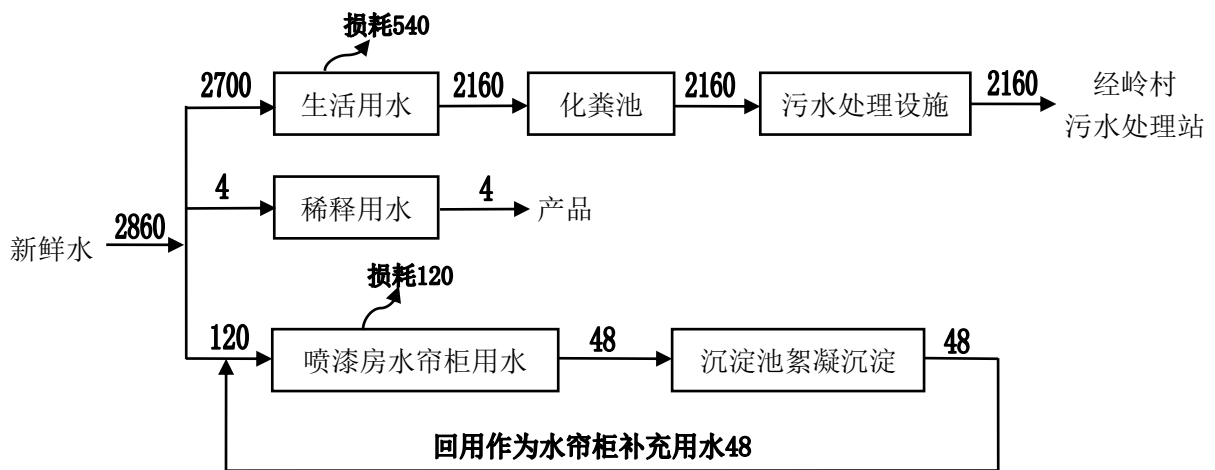 损耗540
2700
生活用水
2160
化粪池
2160
污水处理设施
2160
经岭村
污水处理站
4
稀释用水
4
产品
新鲜水
2860
损耗120
120
喷漆房水帘柜用水
48
沉淀池絮凝沉淀
48
回用作为水帘柜补充用水48